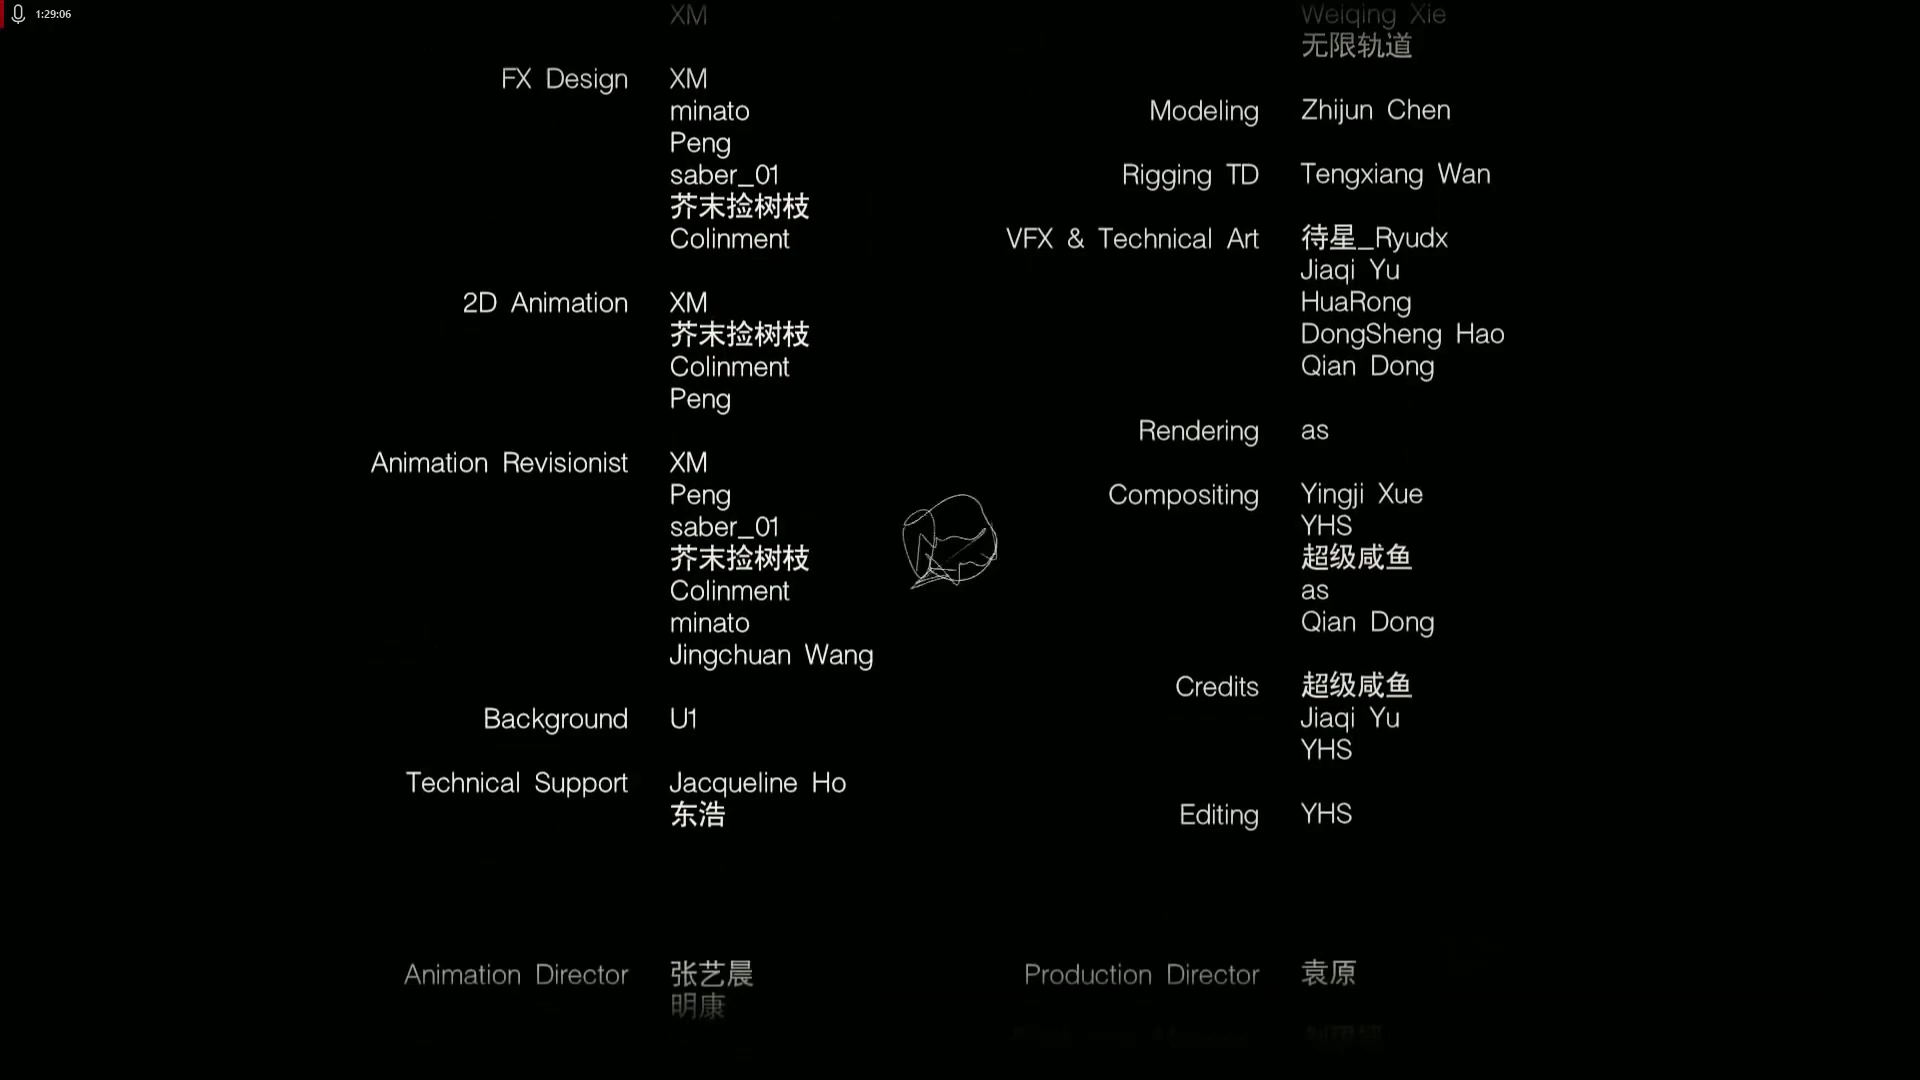 1:29:06
XM
FX Design XM
minato
Peng
saber_01
芥末捡树枝
Colinment
2D Animation XM
芥末捡树枝
Colinment
Peng
Animation Revisionist XM
Peng
saber_01
芥末捡树枝
Colinment
minato
Jingchuan Wang
Background U1
Technical Support Jacqueline Ho
东浩
Animation Director 张艺晨
明康
Weiqing Xie
无限轨道
Modeling Zhijun Chen
Rigging TD Tengxiang Wan
VFX & Technical Art 待星_Ryudx
Jiaqi Yu
HuaRong
DongSheng Hao
Qian Dong
Rendering as
Compositing Yingji Xue
YHS
超级咸鱼
as
Qian Dong
Credits 超级咸鱼
Jiaqi Yu
YHS
Editing YHS
Production Director 袁原